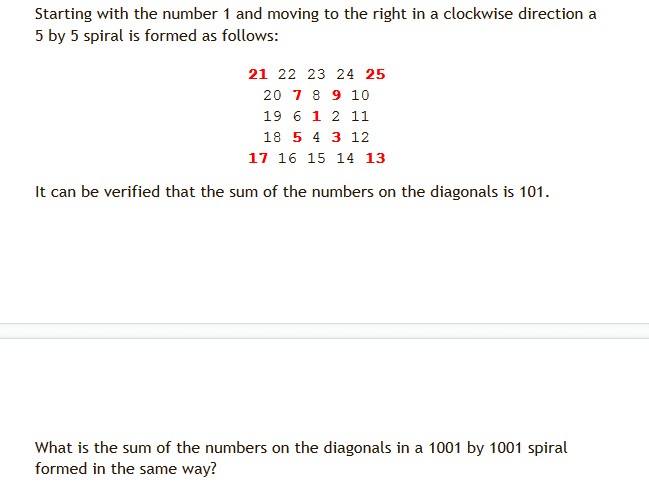 Starting with the number 1 and moving to the right in a clockwise direction a
5 by 5 spiral is formed as follows:
21 22 23 24 25
20 7 8 9 10
19 6 1 2 11
18 5 4 3 12
17 16 15 14 13
It can be verified that the sum of the numbers on the diagonals is 101.
What is the sum of the numbers on the diagonals in a 1001 by 1001 spiral
formed in the same way?